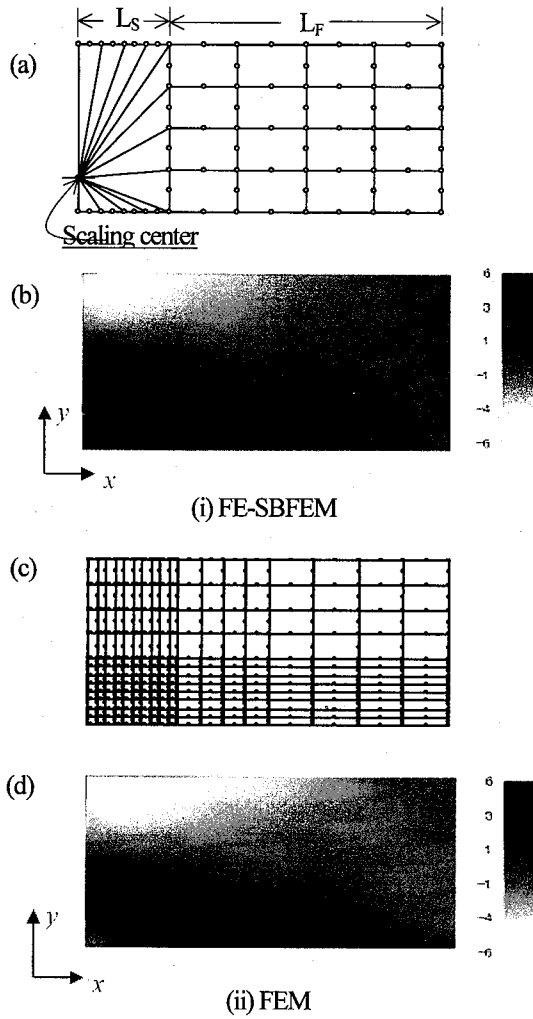 L_S
L_F
(a)
Scaling center
(b)
6
3
1
-1
-4
-6
y
x
(i) FE-SBFEM
(c)
(d)
6
4
1
-1
-4
-6
y
x
(ii) FEM